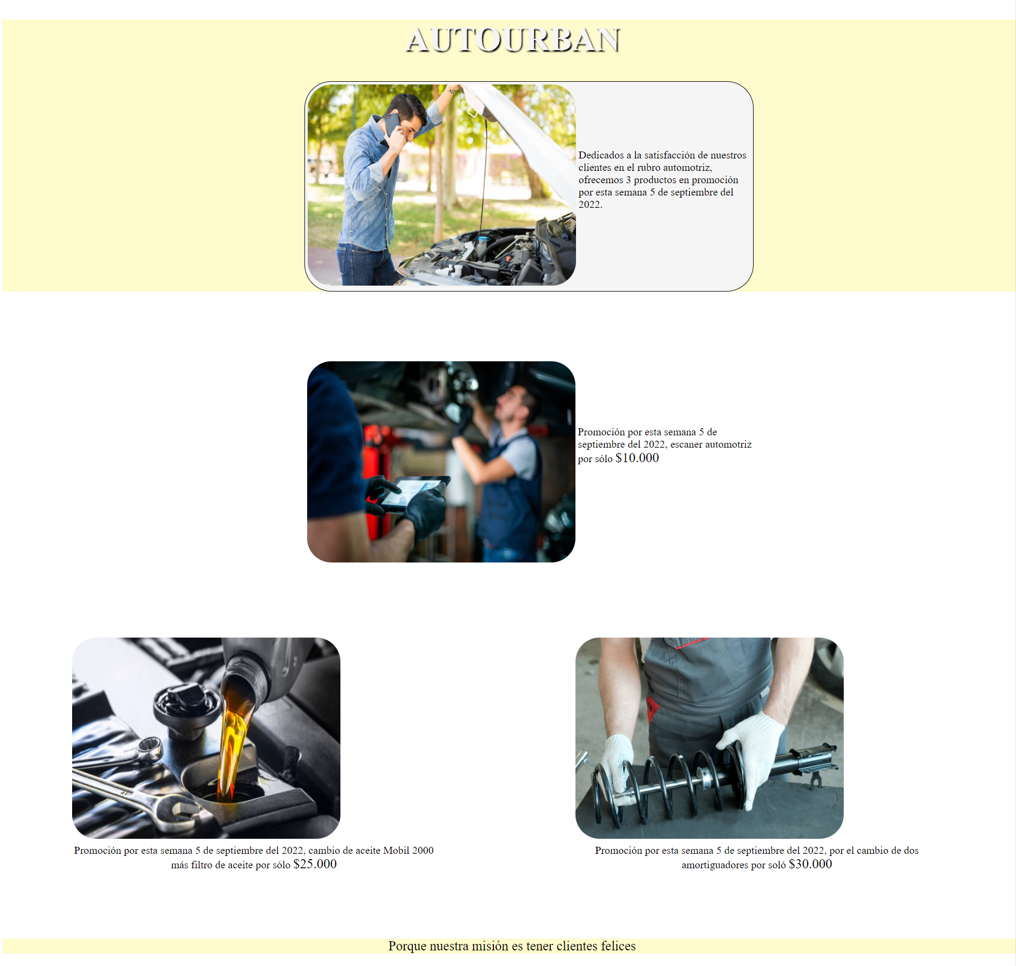 AUTOURBAN
Dedicados a la satisfacción de nuestros
clientes en el rubro automotriz,
ofrecemos 3 productos en promoción
por esta semana 5 de septiembre del
2022.
Promoción por esta semana 5 de
septiembre del 2022, escaner automotriz
por sólo $10.000
Promoción por esta semana 5 de septiembre del 2022, cambio de aceite Mobil 2000
más filtro de aceite por sólo $25.000
Promoción por esta semana 5 de septiembre del 2022, por el cambio de dos
amortiguadores por soló $30.000
Porque nuestra misión es tener clientes felices